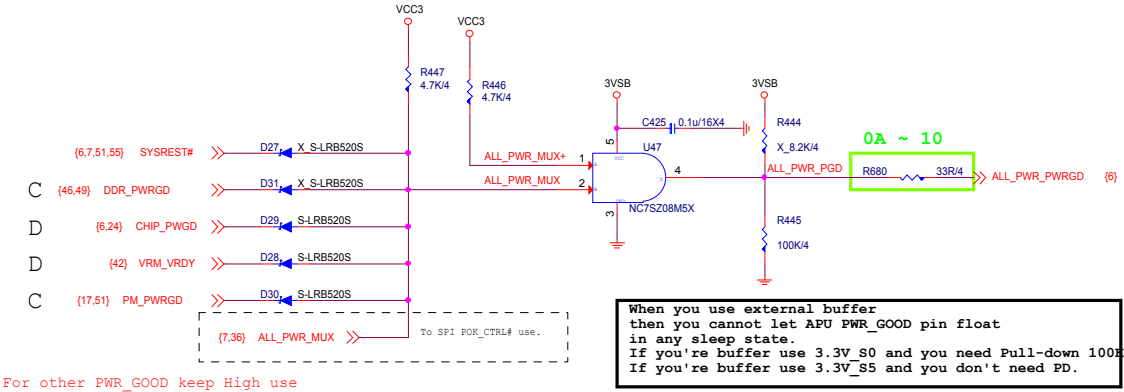 VCC3
VCC3
R447
4.7K/4
R446
4.7K/4
3VSB
3VSB
C425
0.1u/16X4
R444
X_8.2K/4
0A ~ 10
{6,7,51,55} SYSREST#
D27
X_S-LRB520S
ALL_PWR_MUX+
1
5
VCC
U47
4
ALL_PWR_PGD
R680
33R/4
ALL_PWR_PWRGD {6}
C {46,49} DDR_PWRGD
D31
X_S-LRB520S
ALL_PWR_MUX
2
3
NC7SZ08M5X
D {6,24} CHIP_PWGD
D29
S-LRB520S
R445
100K/4
D {42} VRM_VRDY
D28
S-LRB520S
C {17,51} PM_PWRGD
D30
S-LRB520S
{7,36} ALL_PWR_MUX
To SPI POK_CTRL# use.
When you use external buffer
then you cannot let APU PWR_GOOD pin float
in any sleep state.
If you're buffer use 3.3V_S0 and you need Pull-down 100K
If you're buffer use 3.3V_S5 and you don't need PD.
For other PWR_GOOD keep High use